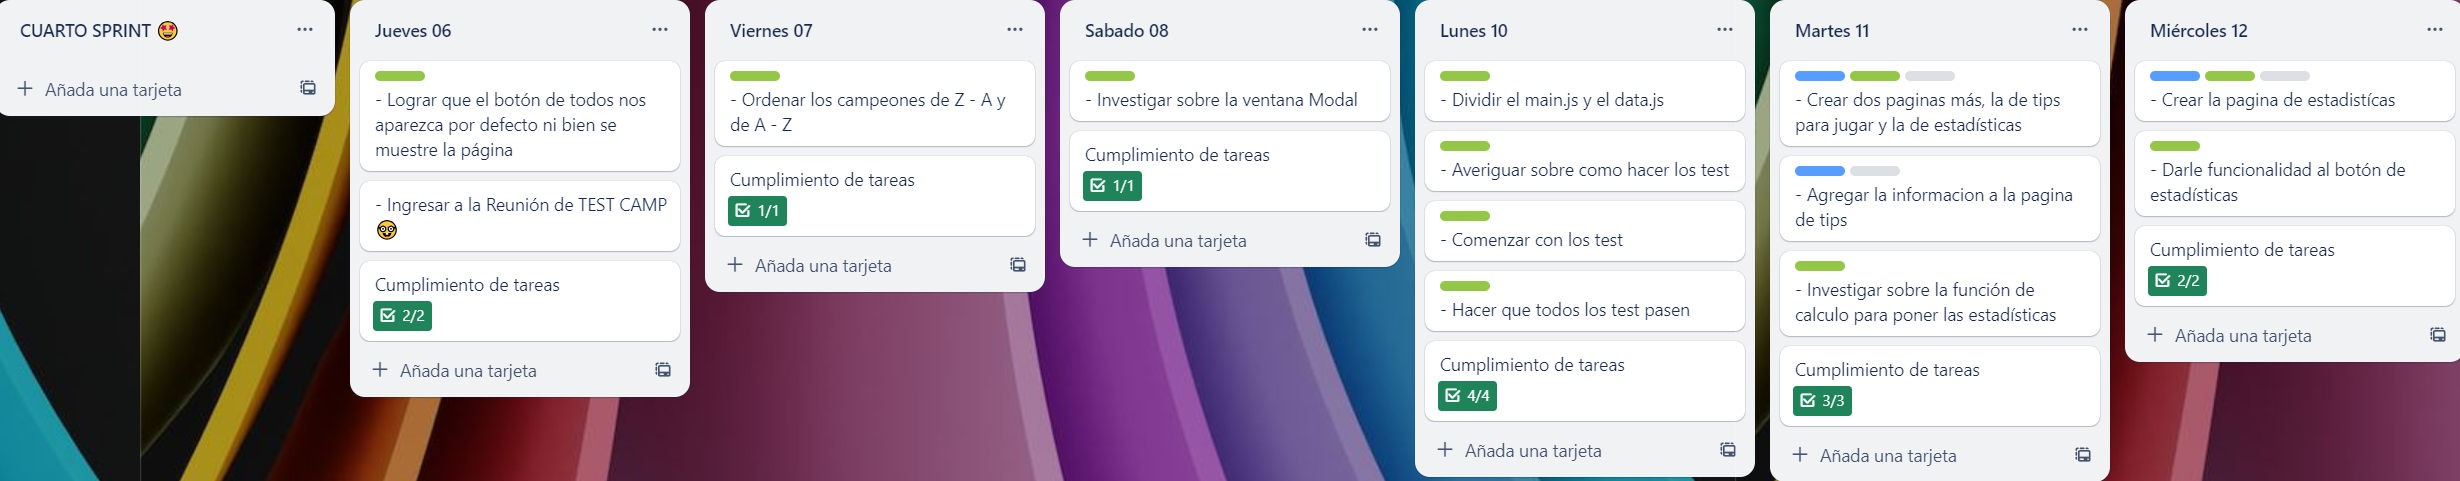 CUARTO SPRINT 🤩
Añada una tarjeta
Jueves 06
- Lograr que el botón de todos nos
aparezca por defecto ni bien se
muestre la página
- Ingresar a la Reunión de TEST CAMP
🤓
Cumplimiento de tareas
2/2
Añada una tarjeta
Viernes 07
- Ordenar los campeones de Z - A y
de A - Z
Cumplimiento de tareas
1/1
Añada una tarjeta
Sabado 08
- Investigar sobre la ventana Modal
Cumplimiento de tareas
1/1
Añada una tarjeta
Lunes 10
- Dividir el main.js y el data.js
- Averiguar sobre como hacer los test
- Comenzar con los test
- Hacer que todos los test pasen
Cumplimiento de tareas
4/4
Añada una tarjeta
Martes 11
- Crear dos paginas más, la de tips
para jugar y la de estadísticas
- Agregar la informacion a la pagina
de tips
- Investigar sobre la función de
calculo para poner las estadísticas
Cumplimiento de tareas
3/3
Añada una tarjeta
Miércoles 12
- Crear la pagina de estadistícas
- Darle funcionalidad al botón de
estadísticas
Cumplimiento de tareas
2/2
Añada una tarjeta